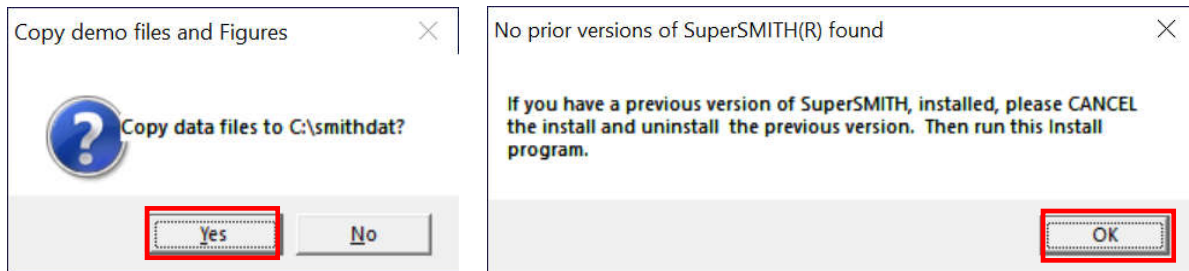 Copy demo files and Figures
Copy data files to C:\smithdat?
Yes
No
No prior versions of SuperSMITH(R) found
If you have a previous version of SuperSMITH, installed, please CANCEL
the install and uninstall the previous version. Then run this Install
program.
OK